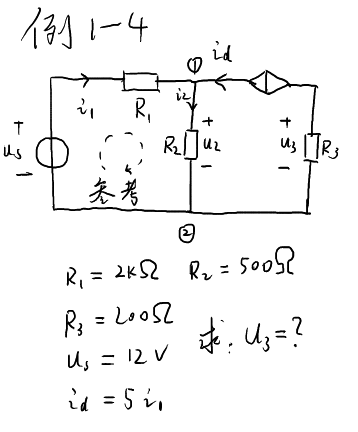 例1-4
① id
+ i₁ R₁ i₂ + +
us R₂ u₂ u₃ R₃
- 参考 - -
②
R₁ = 2kΩ R₂ = 500Ω
R₃ = 200Ω
us = 12V 求: U₃=?
id = 5 i₁